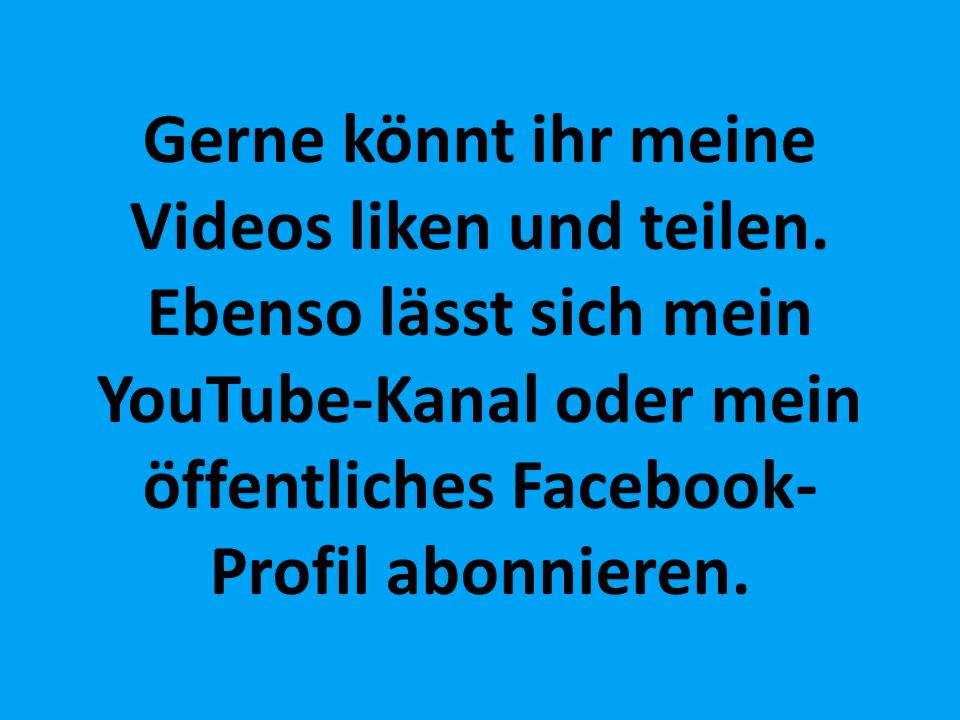 Gerne könnt ihr meine
Videos liken und teilen.
Ebenso lässt sich mein
YouTube-Kanal oder mein
öffentliches Facebook-
Profil abonnieren.